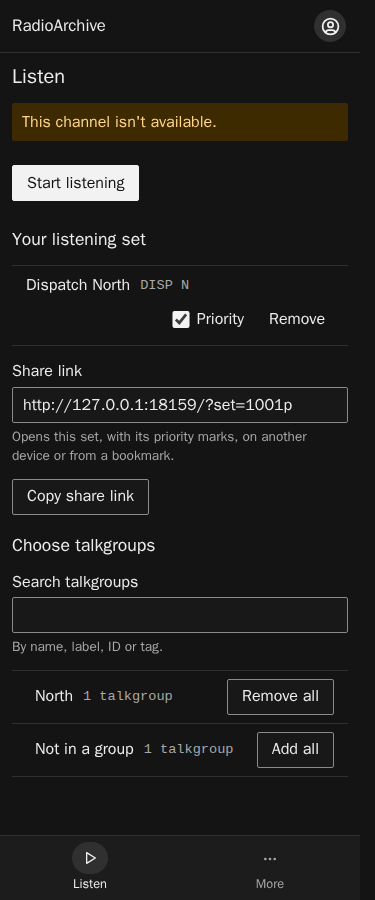 RadioArchive
Listen
This channel isn't available.
Start listening
Your listening set
Dispatch North DISP N
Priority Remove
Share link
http://127.0.0.1:18159/?set=1001p
Opens this set, with its priority marks, on another
device or from a bookmark.
Copy share link
Choose talkgroups
Search talkgroups
By name, label, ID or tag.
North 1 talkgroup Remove all
Not in a group 1 talkgroup Add all
Listen More